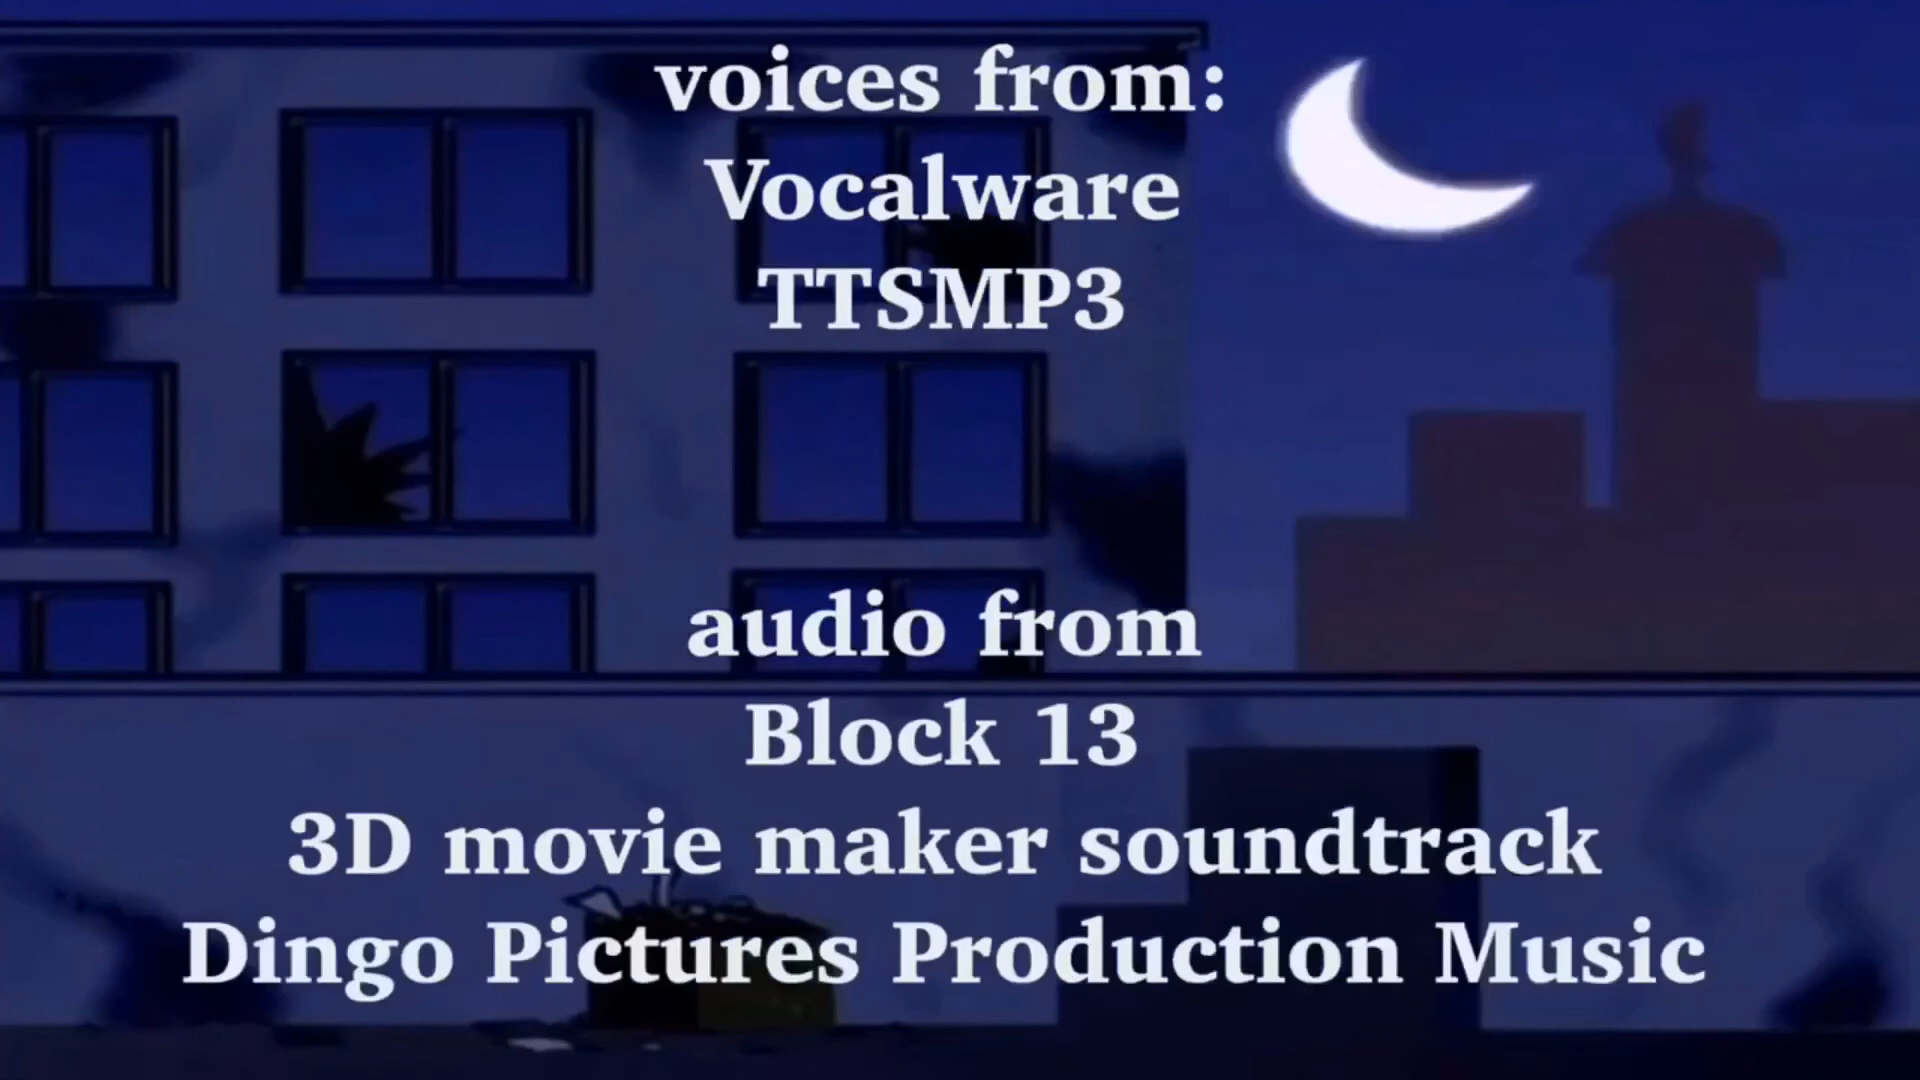 voices from:
Vocalware
TTSMP3
audio from
Block 13
3D movie maker soundtrack
Dingo Pictures Production Music